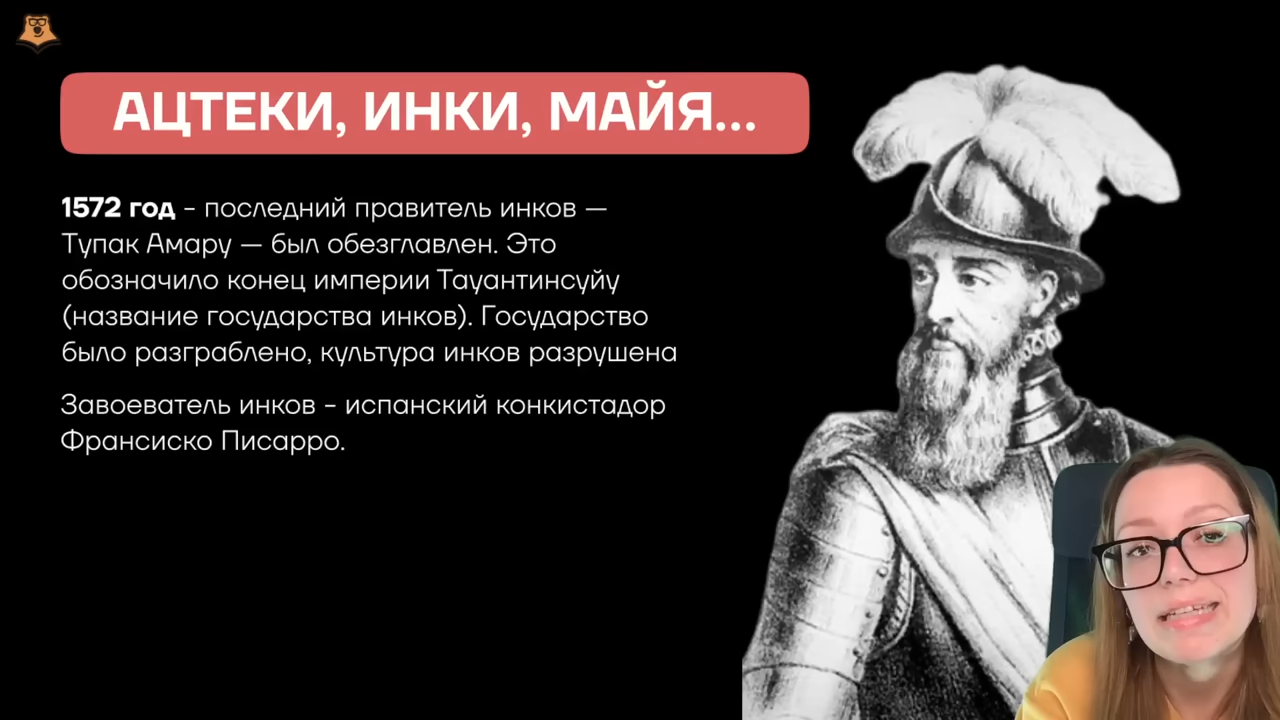 АЦТЕКИ, ИНКИ, МАЙЯ...
1572 год - последний правитель инков —
Тупак Амару — был обезглавлен. Это
обозначило конец империи Тауантинсуйу
(название государства инков). Государство
было разграблено, культура инков разрушена
Завоеватель инков - испанский конкистадор
Франсиско Писарро.